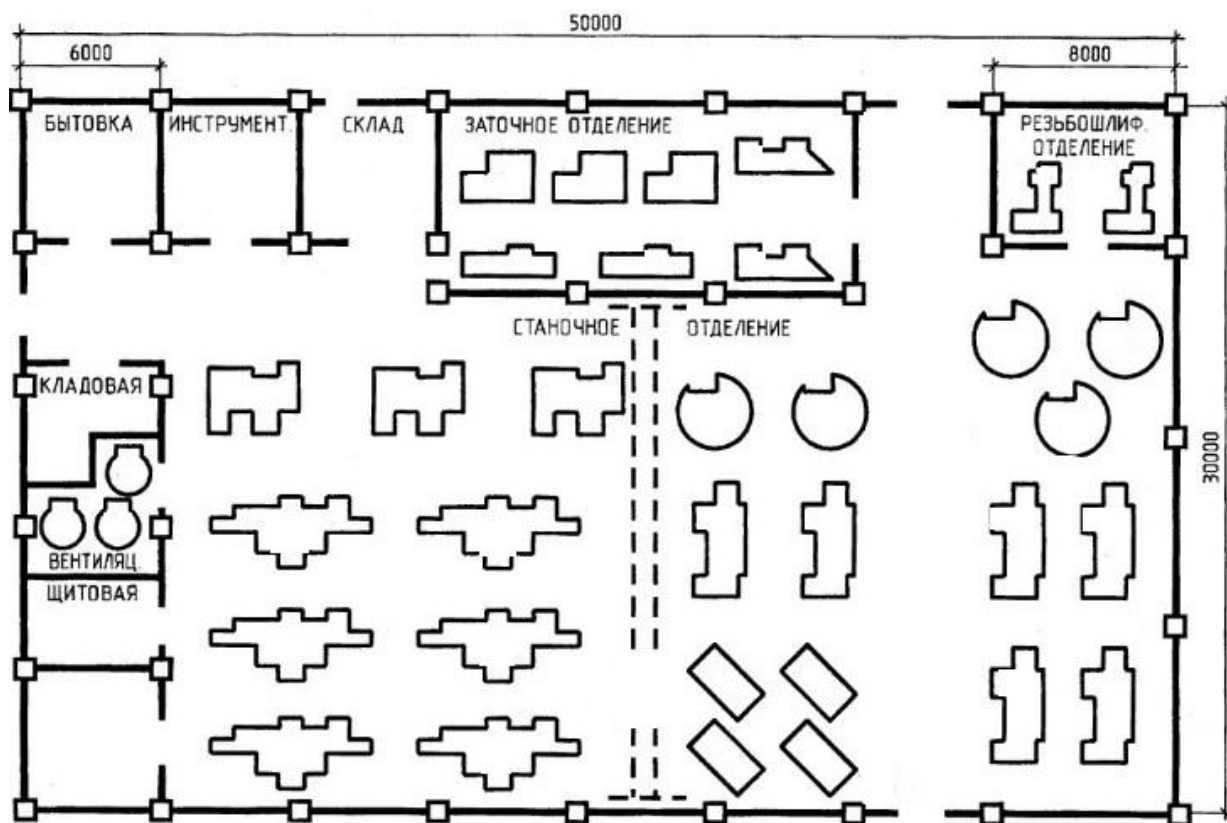 50000
6000
8000
БЫТОВКА
ИНСТРУМЕНТ.
СКЛАД
ЗАТОЧНОЕ ОТДЕЛЕНИЕ
РЕЗЬБОШЛИФ.
ОТДЕЛЕНИЕ
СТАНОЧНОЕ
ОТДЕЛЕНИЕ
КЛАДОВАЯ
30000
ВЕНТИЛЯЦ.
ЩИТОВАЯ